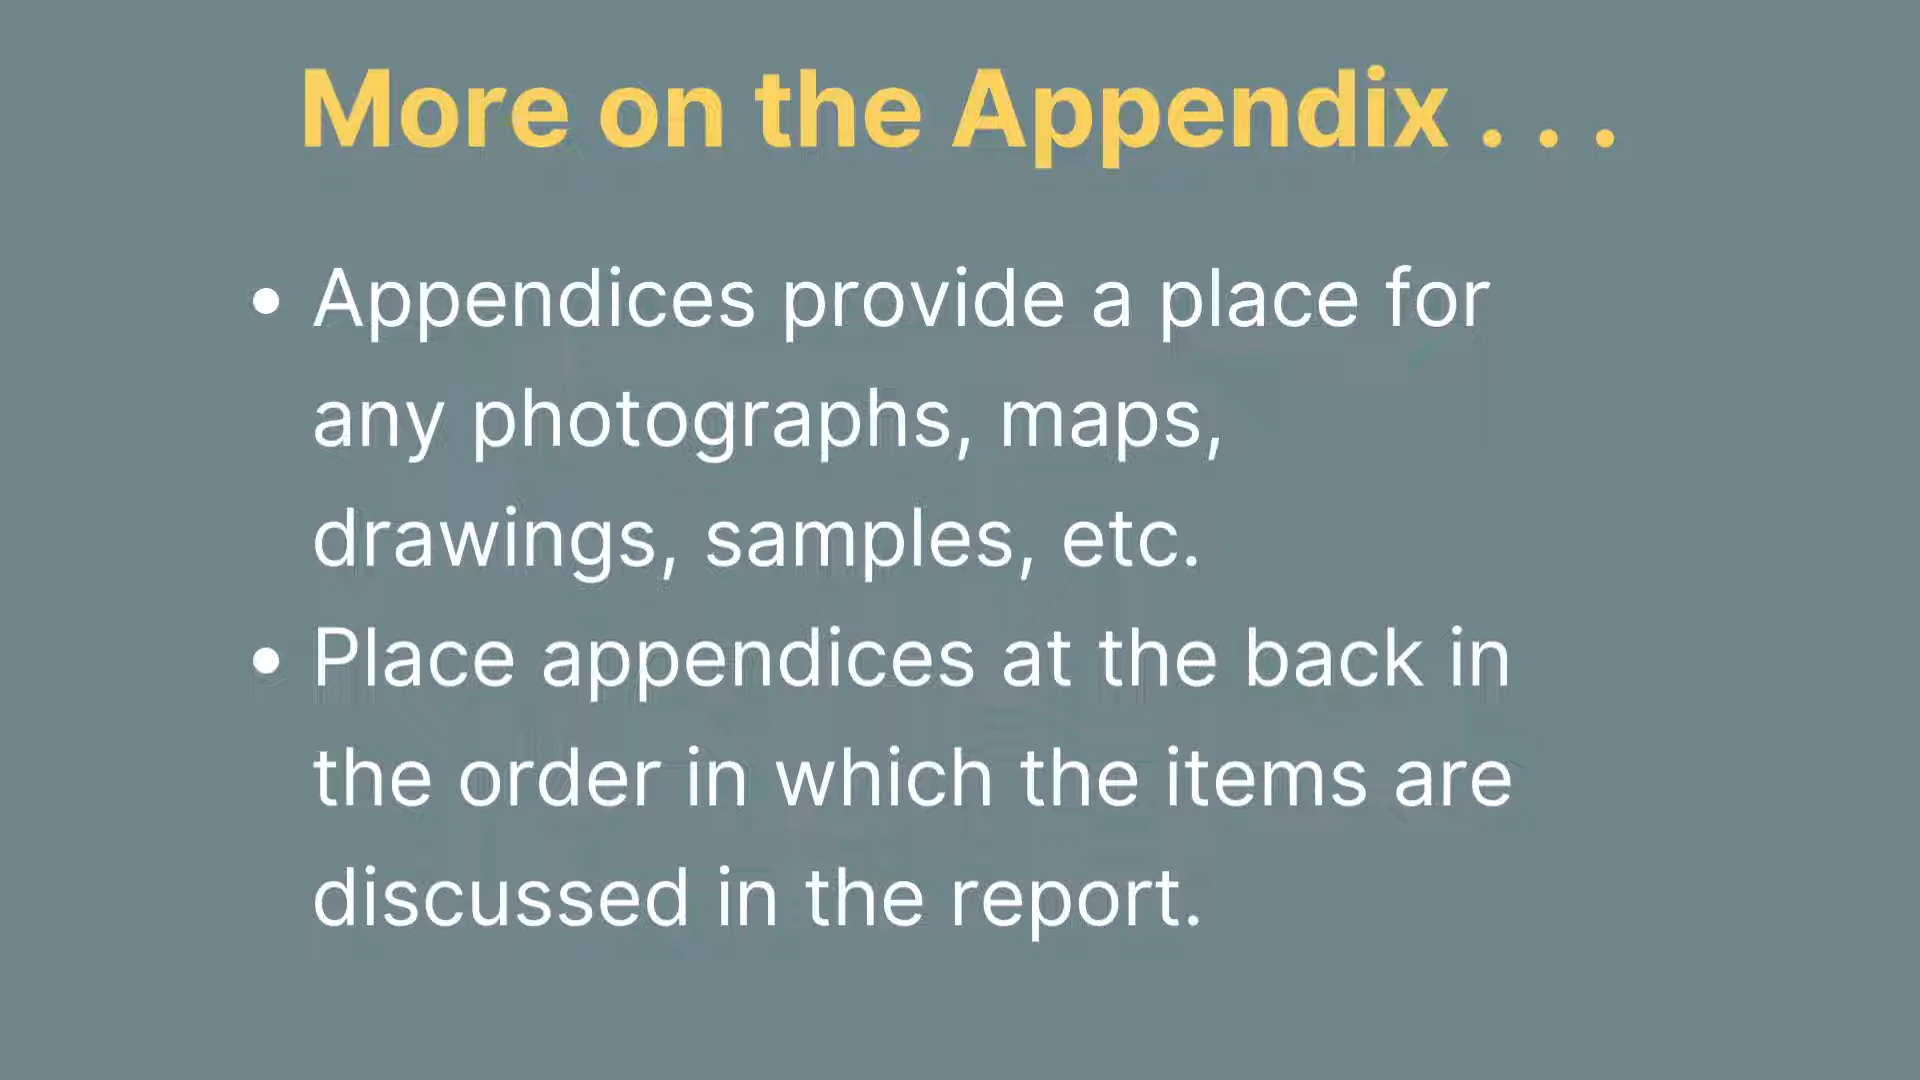 More on the Appendix . . .
• Appendices provide a place for
any photographs, maps,
drawings, samples, etc.
• Place appendices at the back in
the order in which the items are
discussed in the report.